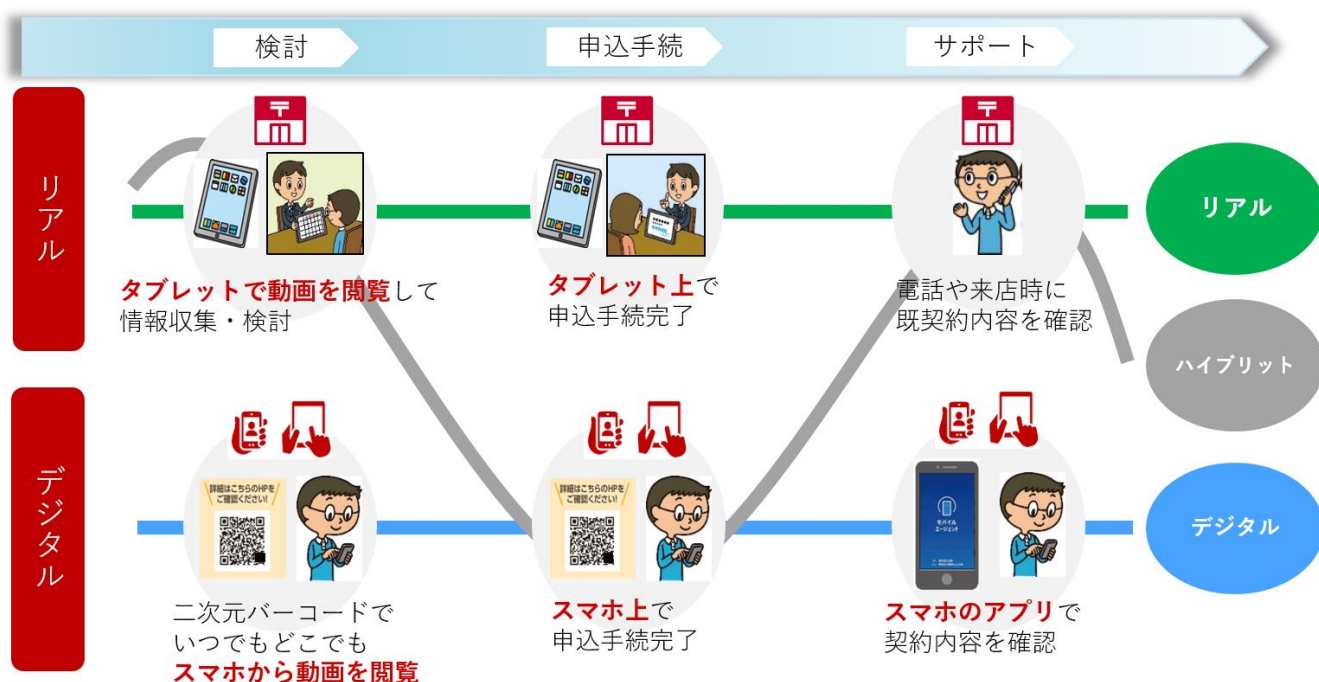 検討
申込手続
サポート
リアル
タブレットで動画を閲覧して
情報収集・検討
タブレット上で
申込手続完了
電話や来店時に
既契約内容を確認
リアル
ハイブリット
デジタル
詳細はこちらのHPを
ご確認ください!
二次元バーコードで
いつでもどこでも
スマホから動画を閲覧
詳細はこちらのHPを
ご確認ください!
スマホ上で
申込手続完了
モバイル
エージェント
スマホのアプリで
契約内容を確認
デジタル